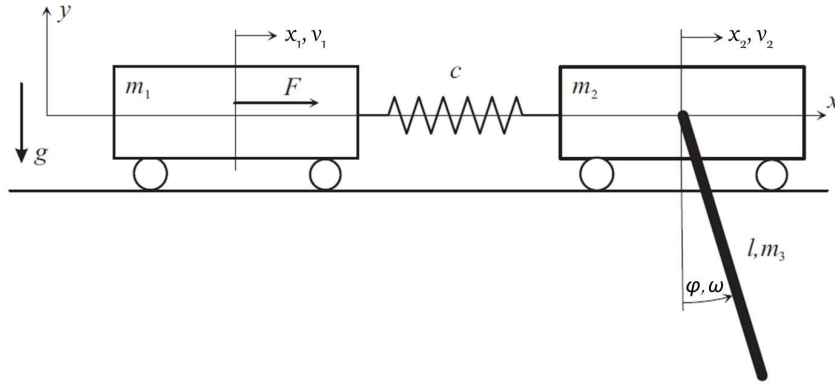 y
x₁, v₁
x₂, v₂
m₁
F
c
m₂
x
g
l,m₃
φ, ω